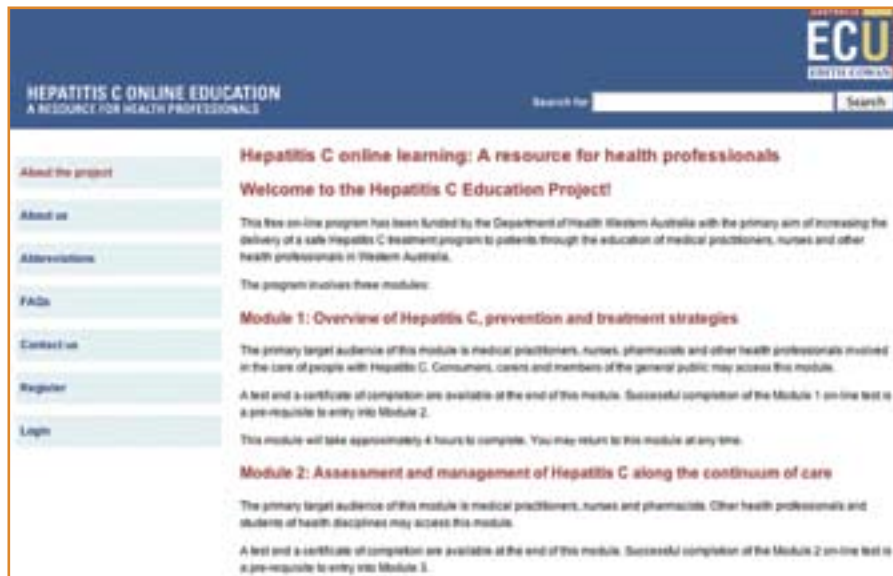 AUSTRALIA
ECU
EDITH COWAN
HEPATITIS C ONLINE EDUCATION
A RESOURCE FOR HEALTH PROFESSIONALS
Search for
Search
About the project
About us
Abbreviations
FAQs
Contact us
Register
Login
Hepatitis C online learning: A resource for health professionals
Welcome to the Hepatitis C Education Project!
This free on-line program has been funded by the Department of Health Western Australia with the primary aim of increasing the
delivery of a safe Hepatitis C treatment program to patients through the education of medical practitioners, nurses and other
health professionals in Western Australia.
The program involves three modules:
Module 1: Overview of Hepatitis C, prevention and treatment strategies
The primary target audience of this module is medical practitioners, nurses, pharmacists and other health professionals involved
in the care of people with Hepatitis C. Consumers, carers and members of the general public may access this module.
A test and a certificate of completion are available at the end of this module. Successful completion of the Module 1 on-line test is
a pre-requisite to entry into Module 2.
This module will take approximately 4 hours to complete. You may return to this module at any time.
Module 2: Assessment and management of Hepatitis C along the continuum of care
The primary target audience of this module is medical practitioners, nurses and pharmacists. Other health professionals and
students of health disciplines may access this module.
A test and a certificate of completion are available at the end of this module. Successful completion of the Module 2 on-line test is
a pre-requisite to entry into Module 3.